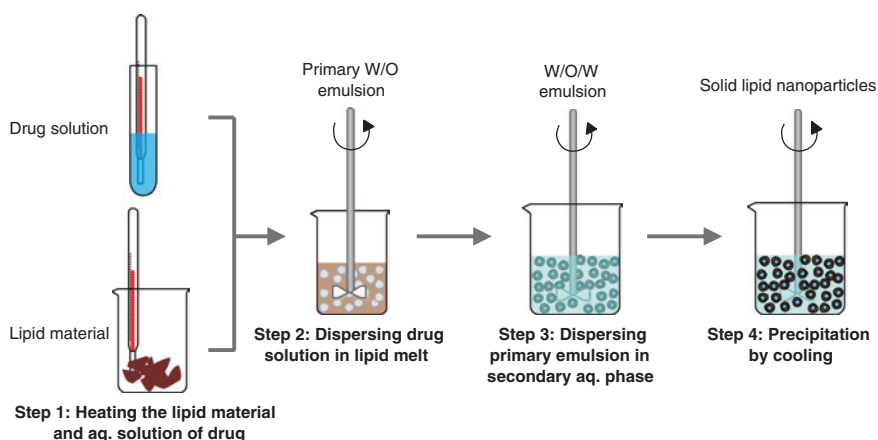 Drug solution
Lipid material
Step 1: Heating the lipid material
and aq. solution of drug
Primary W/O
emulsion
Step 2: Dispersing drug
solution in lipid melt
W/O/W
emulsion
Step 3: Dispersing
primary emulsion in
secondary aq. phase
Solid lipid nanoparticles
Step 4: Precipitation
by cooling